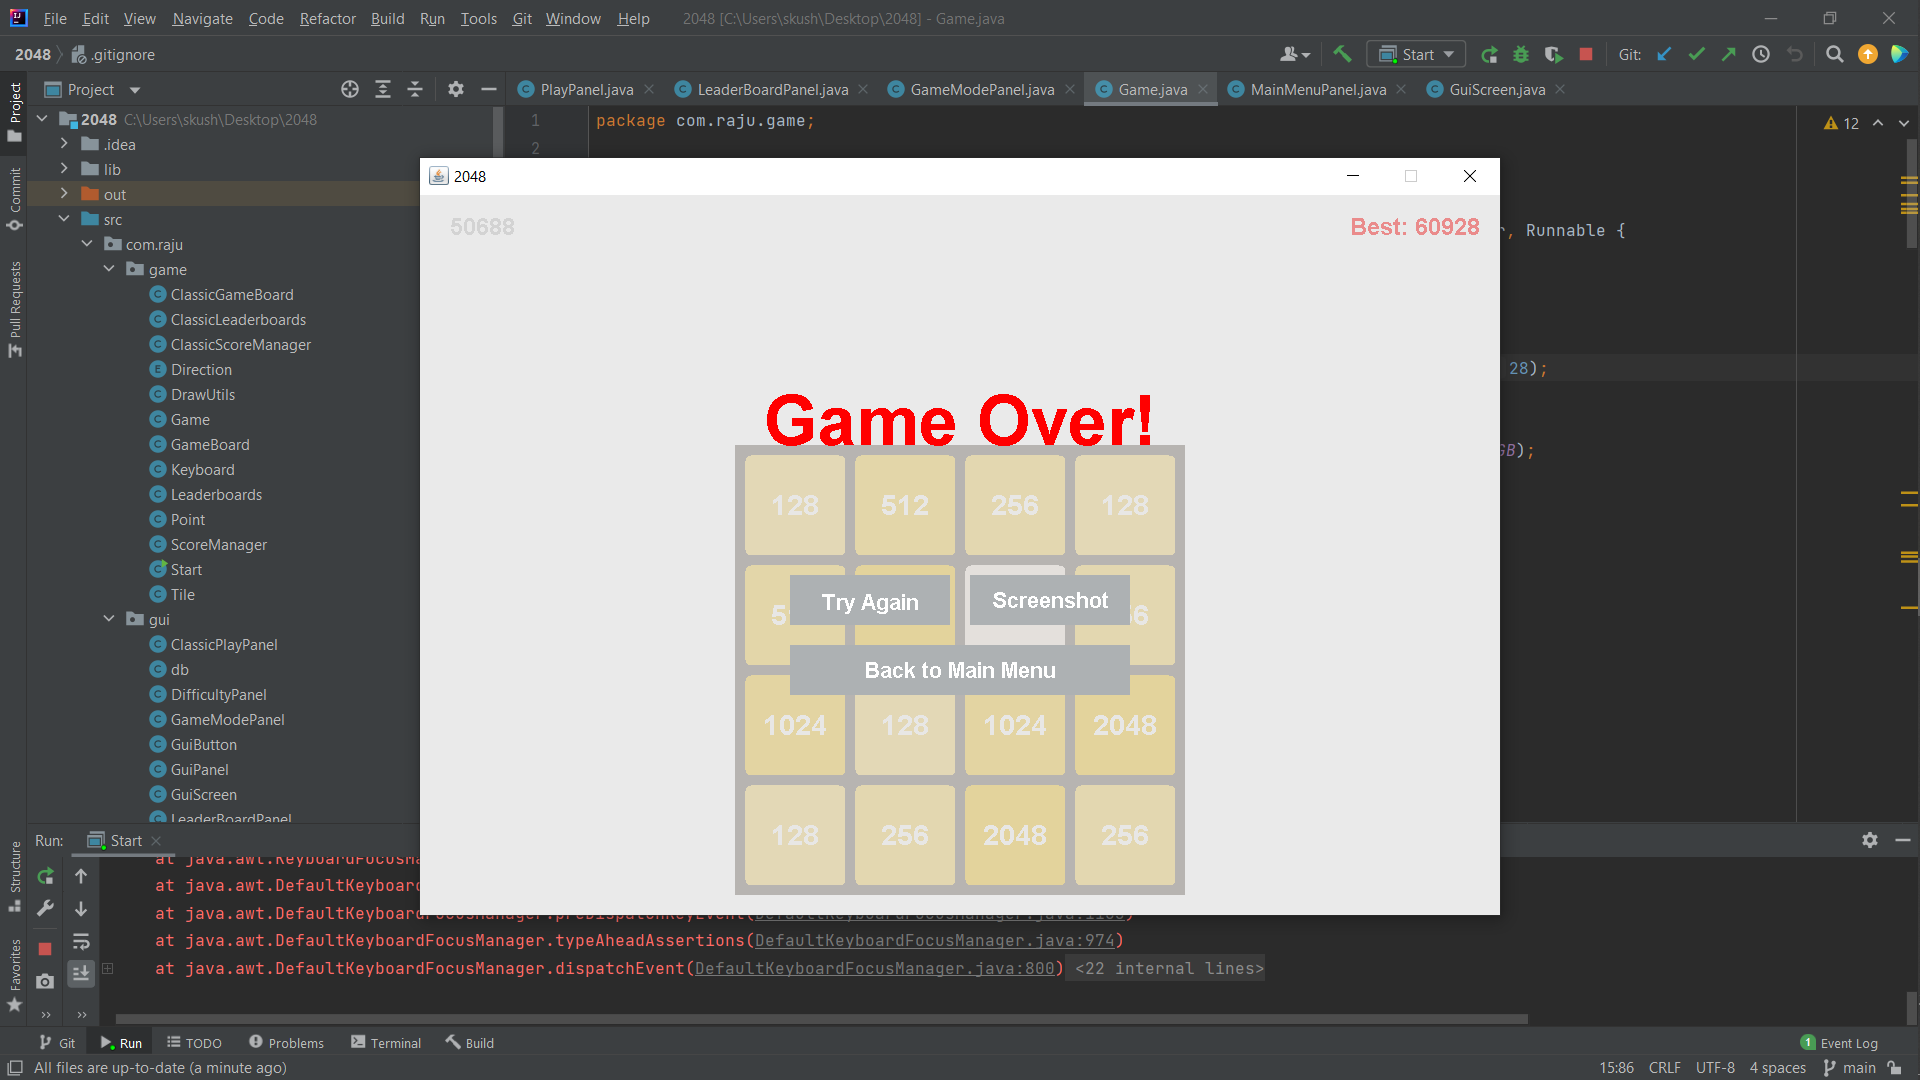 File Edit View Navigate Code Refactor Build Run Tools Git Window Help 2048 [C:\Users\skush\Desktop\2048] - Game.java
2048 .gitignore Start Git:
Project PlayPanel.java LeaderBoardPanel.java GameModePanel.java Game.java MainMenuPanel.java GuiScreen.java
Project
Commit
Pull Requests
Structure
Favorites
2048 C:\Users\skush\Desktop\2048
.idea
lib
out
src
com.raju
game
ClassicGameBoard
ClassicLeaderboards
ClassicScoreManager
Direction
DrawUtils
Game
GameBoard
Keyboard
Leaderboards
Point
ScoreManager
Start
Tile
gui
ClassicPlayPanel
db
DifficultyPanel
GameModePanel
GuiButton
GuiPanel
GuiScreen
LeaderBoardPanel
1 package com.raju.game; 12
2
, Runnable {
28);
);
2048
50688 Best: 60928
Game Over!
128 512 256 128
Try Again Screenshot
Back to Main Menu
1024 128 1024 2048
128 256 2048 256
Run: Start
at java.awt.KeyboardFocusMa
at java.awt.DefaultKeyboard
at java.awt.DefaultKeyboardFocusManager.preDispatchKeyEvent(DefaultKeyboardFocusManager.java:1103)
at java.awt.DefaultKeyboardFocusManager.typeAheadAssertions(DefaultKeyboardFocusManager.java:974)
at java.awt.DefaultKeyboardFocusManager.dispatchEvent(DefaultKeyboardFocusManager.java:800) <22 internal lines>
Git Run TODO Problems Terminal Build 1 Event Log
All files are up-to-date (a minute ago) 15:86 CRLF UTF-8 4 spaces main